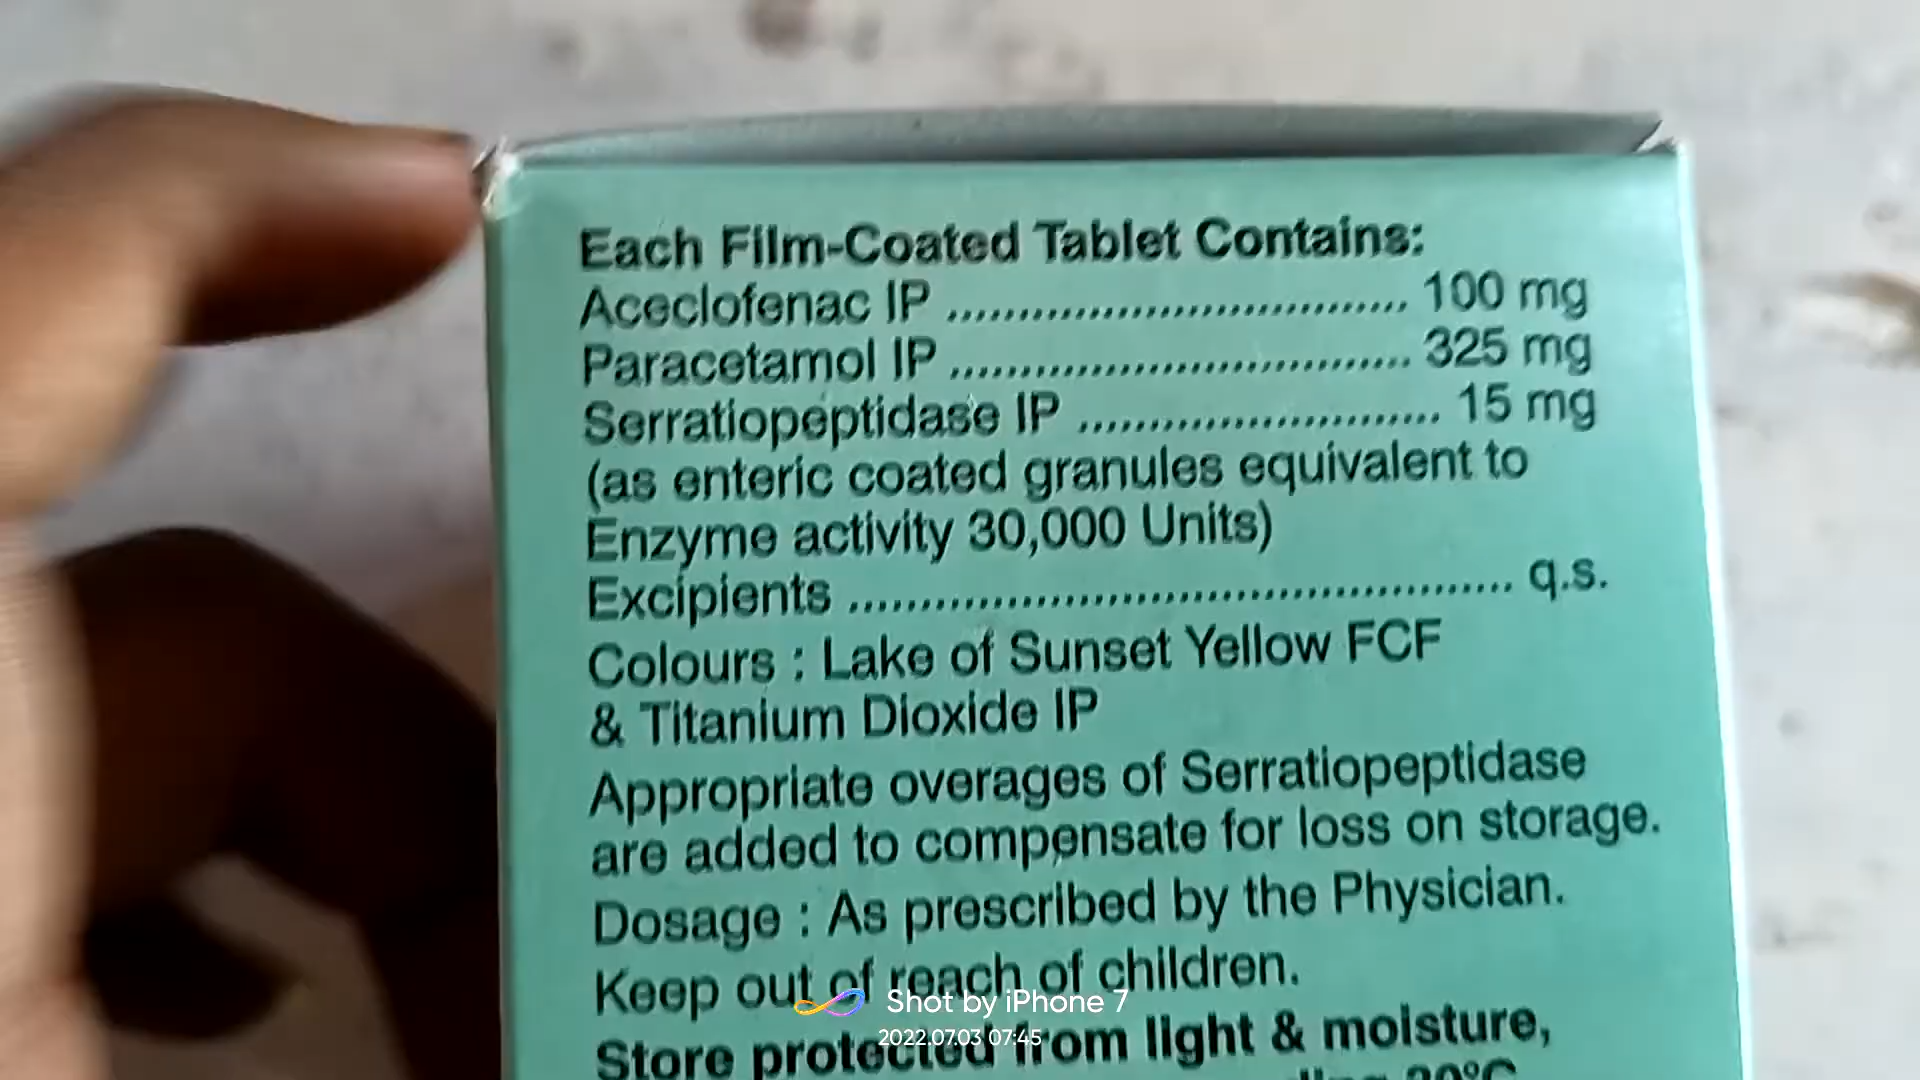 Each Film-Coated Tablet Contains:
Aceclofenac IP ........................................ 100 mg
Paracetamol IP ........................................ 325 mg
Serratiopeptidase IP ............................... 15 mg
(as enteric coated granules equivalent to
Enzyme activity 30,000 Units)
Excipients ......................................................... q.s.
Colours : Lake of Sunset Yellow FCF
& Titanium Dioxide IP
Appropriate overages of Serratiopeptidase
are added to compensate for loss on storage.
Dosage : As prescribed by the Physician.
Keep out of reach of children.
Shot by iPhone 7
2022.07.03 07:45
Store protected from light & moisture,
30°C